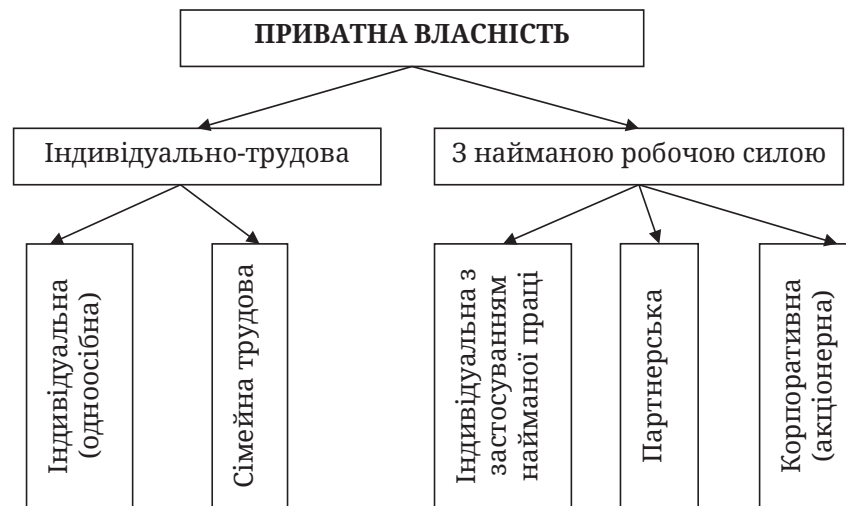 ПРИВАТНА ВЛАСНІСТЬ
Індивідуально-трудова
З найманою робочою силою
Індивідуальна
(одноосібна)
Сімейна трудова
Індивідуальна з
застосуванням
найманої праці
Партнерська
Корпоративна
(акціонерна)